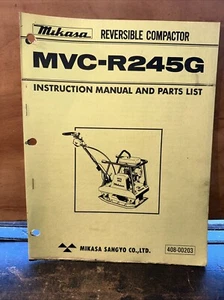 Mikasa REVERSIBLE COMPACTOR
MVC-R245G
INSTRUCTION MANUAL AND PARTS LIST
MIKASA SANGYO CO.,LTD.
408-00203